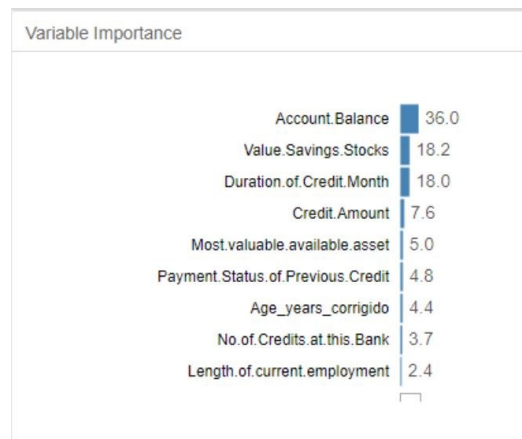 Variable Importance
Account.Balance 36.0
Value.Savings.Stocks 18.2
Duration.of.Credit.Month 18.0
Credit.Amount 7.6
Most.valuable.available.asset 5.0
Payment.Status.of.Previous.Credit 4.8
Age_years_corrigido 4.4
No.of.Credits.at.this.Bank 3.7
Length.of.current.employment 2.4